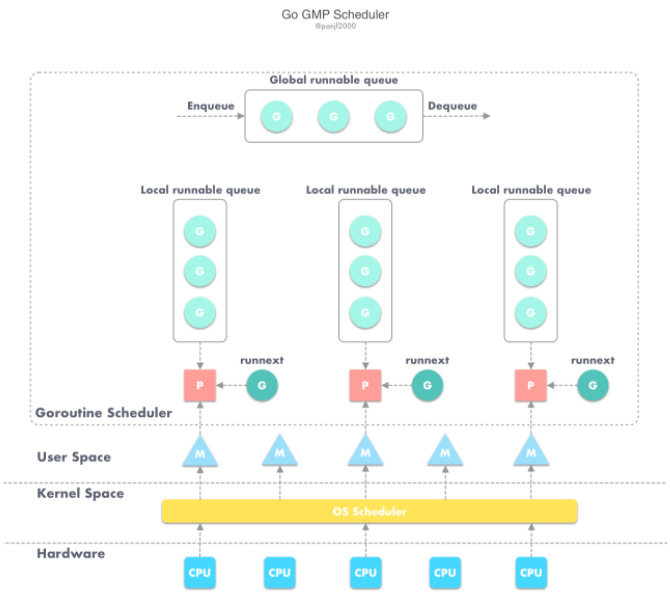 Go GMP Scheduler
@panjf2000
Global runnable queue
Enqueue
G G G
Dequeue
Local runnable queue Local runnable queue Local runnable queue
G G G
G G G
G G G
runnext runnext runnext
P G P G P G
Goroutine Scheduler
User Space
M M M M M
Kernel Space
OS Scheduler
Hardware
CPU CPU CPU CPU CPU